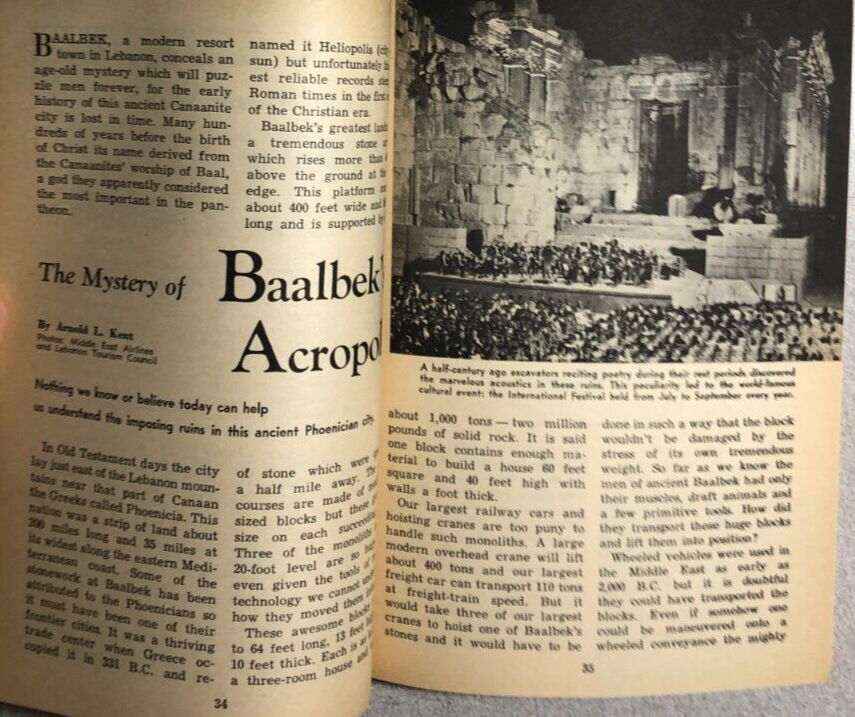 BAALBEK, a modern resort
town in Lebanon, conceals an
age-old mystery which will puz-
zle men forever, for the early
history of this ancient Canaanite
city is lost in time. Many hun-
dreds of years before the birth
of Christ its name derived from
the Canaanites' worship of Baal,
a god they apparently considered
the most important in the pan-
theon.
named it Heliopolis (city
sun) but unfortunately the
est reliable records
Roman times in the first
of the Christian era.
Baalbek's greatest
a tremendous stone
which rises more than
above the ground at the
edge. This platform
about 400 feet wide and
long and is supported by
The Mystery of
Baalbek's
Acropol
By Arnold L. Kent
Photos: Middle East Airlines
and Lebanon Tourism Council
Nothing we know or believe today can help
us understand the imposing ruins in this ancient Phoenician city.
In Old Testament days the city
lay just east of the Lebanon moun-
tains near that part of Canaan
the Greeks called Phoenicia. This
nation was a strip of land about
200 miles long and 35 miles at
its widest along the eastern Medi-
terranean coast. Some of the
stonework at Baalbek has been
attributed to the Phoenicians so
it must have been one of their
frontier cities. It was a thriving
trade center when Greece oc-
cupied it in 331 B.C. and re-
of stone which were
a half mile away. The
courses are made of
sized blocks but these
size on each succeeding
Three of the monoliths
20-foot level are so
even given the tools of
technology we cannot
how they moved them
These awesome blocks
to 64 feet long, 13 feet
10 feet thick. Each is as
a three-room house and
34
A half-century ago excavators reciting poetry during their rest periods discovered
the marvelous acoustics in these ruins. This peculiarity led to the world-famous
cultural event: the International Festival held from July to September every year.
about 1,000 tons — two million
pounds of solid rock. It is said
one block contains enough ma-
terial to build a house 60 feet
square and 40 feet high with
walls a foot thick.
Our largest railway cars and
hoisting cranes are too puny to
handle such monoliths. A large
modern overhead crane will lift
about 400 tons and our largest
freight car can transport 110 tons
at freight-train speed. But it
would take three of our largest
cranes to hoist one of Baalbek's
stones and it would have to be
done in such a way that the block
wouldn't be damaged by the
stress of its own tremendous
weight. So far as we know the
men of ancient Baalbek had only
their muscles, draft animals and
a few primitive tools. How did
they transport these huge blocks
and lift them into position?
Wheeled vehicles were used in
the Middle East as early as
2,000 B.C. but it is doubtful
they could have transported the
blocks. Even if somehow one
could be maneuvered onto a
wheeled conveyance the mighty
35